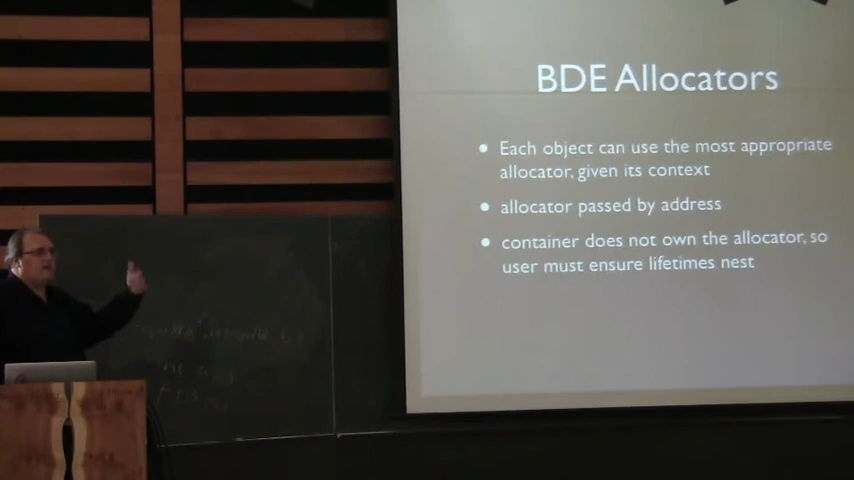 BDE Allocators
• Each object can use the most appropriate
allocator, given its context
• allocator passed by address
• container does not own the allocator, so
user must ensure lifetimes nest